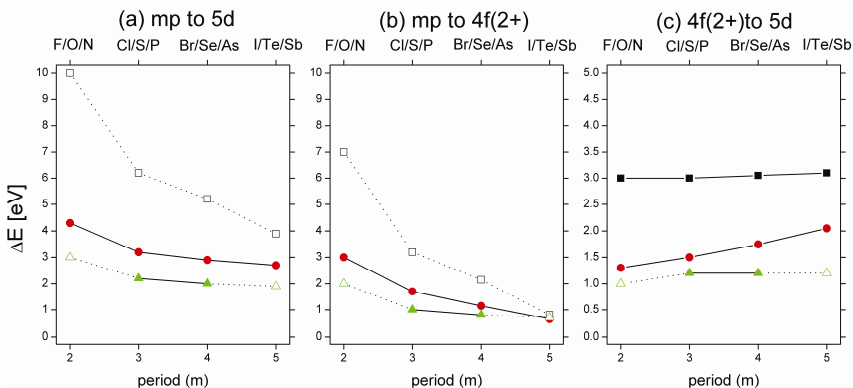 (a) mp to 5d
(b) mp to 4f(2+)
(c) 4f(2+)to 5d
F/O/N Cl/S/P Br/Se/As I/Te/Sb
F/O/N Cl/S/P Br/Se/As I/Te/Sb
F/O/N Cl/S/P Br/Se/As I/Te/Sb
ΔE [eV]
10
9
8
7
6
5
4
3
2
1
0
2 3 4 5
period (m)
10
9
8
7
6
5
4
3
2
1
0
2 3 4 5
period (m)
5.0
4.5
4.0
3.5
3.0
2.5
2.0
1.5
1.0
0.5
0.0
2 3 4 5
period (m)